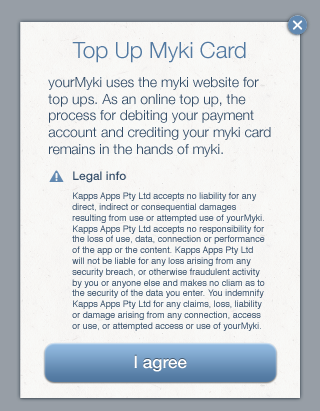 Top Up Myki Card
yourMyki uses the myki website for
top ups. As an online top up, the
process for debiting your payment
account and crediting your myki card
remains in the hands of myki.
Legal info
Kapps Apps Pty Ltd accepts no liability for any
direct, indirect or consequential damages
resulting from use or attempted use of yourMyki.
Kapps Apps Pty Ltd accepts no responsibility for
the loss of use, data, connection or performance
of the app or the content. Kapps Apps Pty Ltd
will not be liable for any loss arising from any
security breach, or otherwise fraudulent activity
by you or anyone else and makes no cliam as to
the security of the data you enter. You indemnify
Kapps Apps Pty Ltd for any claims, loss, liability
or damage arising from any connection, access
or use, or attempted access or use of yourMyki.
I agree